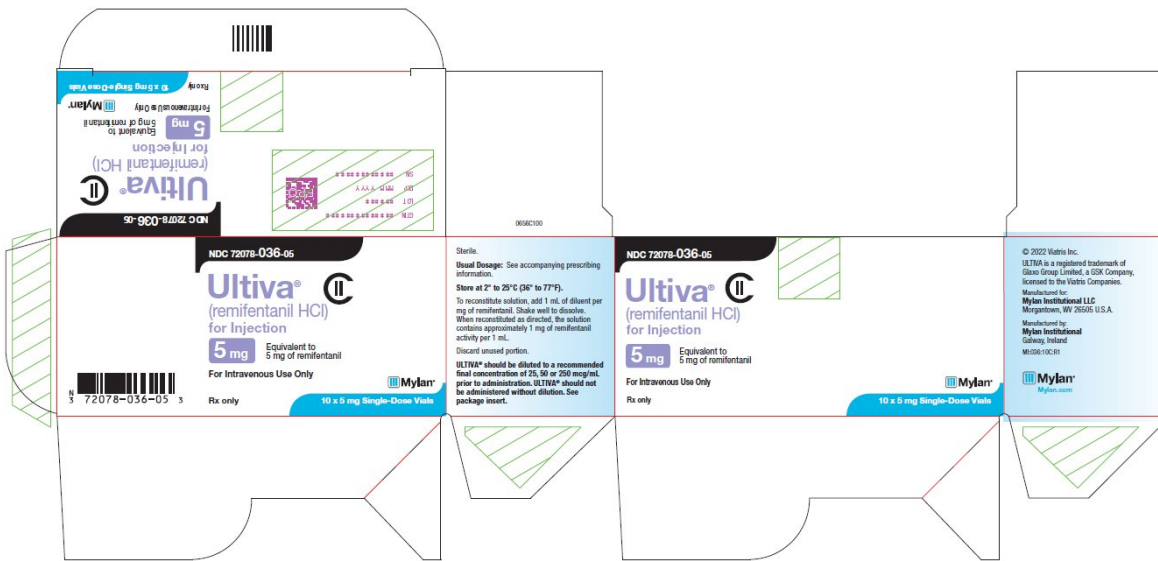 10 x 5 mg Single-Dose Vials
Rx only
Mylan®
For Intravenous Use Only
5 mg
Equivalent to
5 mg of remifentanil
for Injection
(remifentanil HCl)
Ultiva®
CII
NDC 72078-036-05
SN
EXP MMM YYYY
LOT
GTIN
0656C100
NDC 72078-036-05
Ultiva® CII
(remifentanil HCl)
for Injection
5 mg
Equivalent to
5 mg of remifentanil
For Intravenous Use Only
Mylan®
N
3 72078-036-05 3
Rx only
10 x 5 mg Single-Dose Vials
Sterile.
Usual Dosage: See accompanying prescribing
information.
Store at 2° to 25°C (36° to 77°F).
To reconstitute solution, add 1 mL of diluent per
mg of remifentanil. Shake well to dissolve.
When reconstituted as directed, the solution
contains approximately 1 mg of remifentanil
activity per 1 mL.
Discard unused portion.
ULTIVA® should be diluted to a recommended
final concentration of 25, 50 or 250 mcg/mL
prior to administration. ULTIVA® should not
be administered without dilution. See
package insert.
NDC 72078-036-05
Ultiva® CII
(remifentanil HCl)
for Injection
5 mg
Equivalent to
5 mg of remifentanil
For Intravenous Use Only
Mylan®
Rx only
10 x 5 mg Single-Dose Vials
© 2022 Viatris Inc.
ULTIVA is a registered trademark of
Glaxo Group Limited, a GSK Company,
licensed to the Viatris Companies.
Manufactured for:
Mylan Institutional LLC
Morgantown, WV 26505 U.S.A.
Manufactured by:
Mylan Institutional
Galway, Ireland
MI:036:10C:R1
Mylan®
Mylan.com